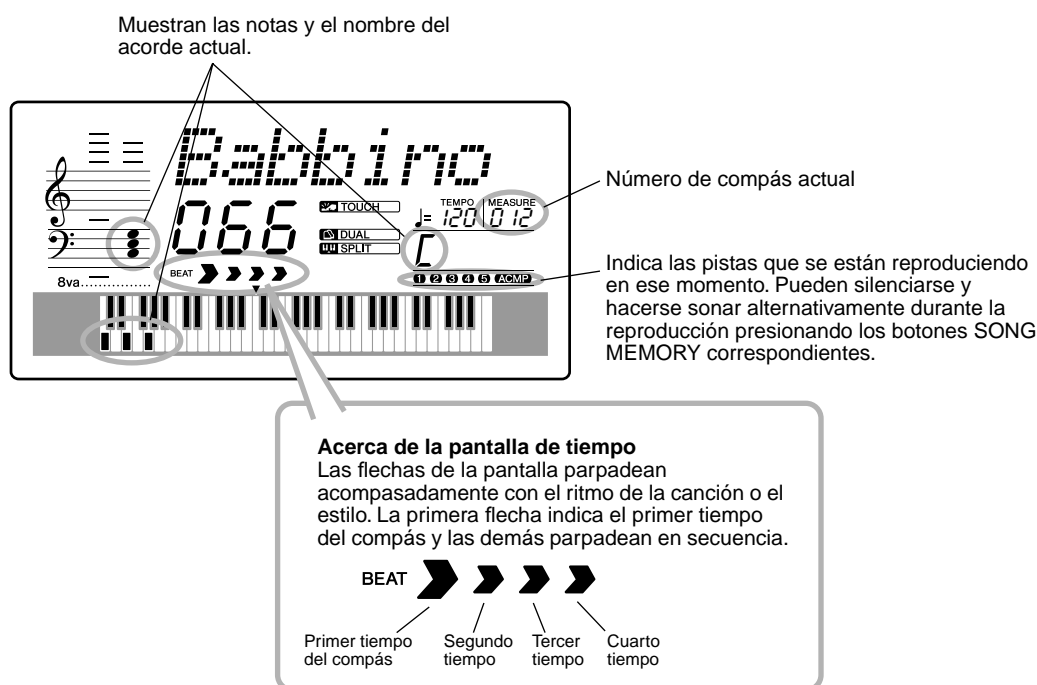 Muestran las notas y el nombre del
acorde actual.
Babbino
066
TOUCH
DUAL
SPLIT
TEMPO
MEASURE
♩= 120
012
C
BEAT
1 2 3 4 5 ACMP
8va
Número de compás actual
Indica las pistas que se están reproduciendo
en ese momento. Pueden silenciarse y
hacerse sonar alternativamente durante la
reproducción presionando los botones SONG
MEMORY correspondientes.
Acerca de la pantalla de tiempo
Las flechas de la pantalla parpadean
acompasadamente con el ritmo de la canción o el
estilo. La primera flecha indica el primer tiempo
del compás y las demás parpadean en secuencia.
BEAT
Primer tiempo
del compás
Segundo
tiempo
Tercer
tiempo
Cuarto
tiempo